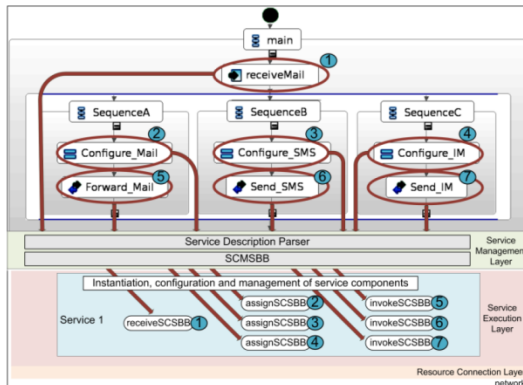 main
1
receiveMail
SequenceA
SequenceB
SequenceC
2
3
4
Configure_Mail
Configure_SMS
Configure_IM
5
6
7
Forward_Mail
Send_SMS
Send_IM
Service Description Parser
SCMSBB
Service
Management
Layer
Instantiation, configuration and management of service components
Service 1
receiveSCSBB 1
assignSCSBB 2
assignSCSBB 3
assignSCSBB 4
invokeSCSBB 5
invokeSCSBB 6
invokeSCSBB 7
Service
Execution
Layer
Resource Connection Layer
network